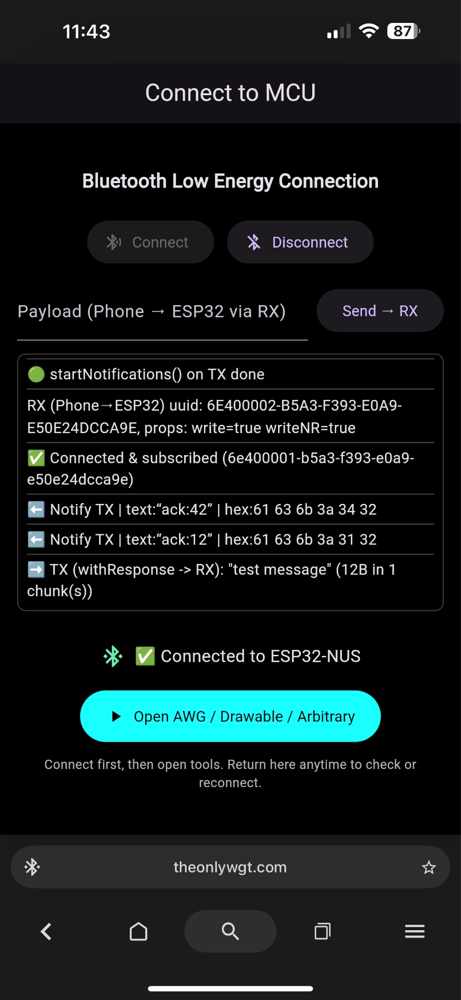 11:43
87
Connect to MCU
Bluetooth Low Energy Connection
Connect
Disconnect
Payload (Phone → ESP32 via RX)
Send → RX
🟢 startNotifications() on TX done
RX (Phone→ESP32) uuid: 6E400002-B5A3-F393-E0A9-
E50E24DCCA9E, props: write=true writeNR=true
✅ Connected & subscribed (6e400001-b5a3-f393-e0a9-
e50e24dcca9e)
⬅️ Notify TX | text:“ack:42” | hex:61 63 6b 3a 34 32
⬅️ Notify TX | text:“ack:12” | hex:61 63 6b 3a 31 32
➡️ TX (withResponse -> RX): "test message" (12B in 1
chunk(s))
✅ Connected to ESP32-NUS
Open AWG / Drawable / Arbitrary
Connect first, then open tools. Return here anytime to check or
reconnect.
theonlywgt.com